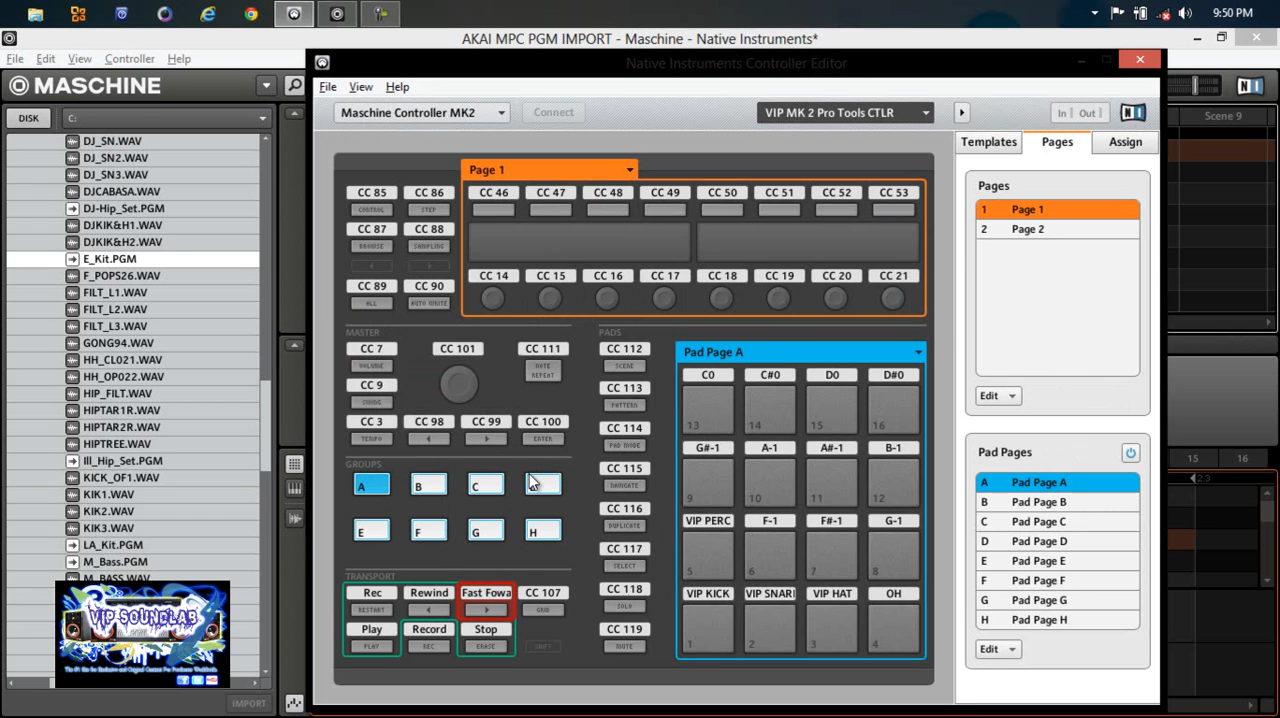 9:50 PM
AKAI MPC PGM IMPORT - Maschine - Native Instruments*
File Edit View Controller Help
Native Instruments Controller Editor
MASCHINE
File View Help
Maschine Controller MK2 Connect VIP MK 2 Pro Tools CTLR In Out
DISK C:
Scene 9
Templates Pages Assign
DJ_SN.WAV
DJ_SN2.WAV
DJ_SN3.WAV
DJCABASA.WAV
DJ-Hip_Set.PGM
DJKIK&H1.WAV
DJKIK&H2.WAV
E_Kit.PGM
F_POPS26.WAV
FILT_L1.WAV
FILT_L2.WAV
FILT_L3.WAV
GONG94.WAV
HH_CL021.WAV
HH_OP022.WAV
HIP_FILT.WAV
HIPTAR1R.WAV
HIPTAR2R.WAV
HIPTREE.WAV
Ill_Hip_Set.PGM
KICK_OF1.WAV
KIK1.WAV
KIK2.WAV
KIK3.WAV
LA_Kit.PGM
M_Bass.PGM
M_BASS.WAV
VIP SOUNDLAB
IMPORT
Page 1
CC 85 CC 86 CC 46 CC 47 CC 48 CC 49 CC 50 CC 51 CC 52 CC 53
CONTROL STEP
CC 87 CC 88
BROWSE SAMPLING
CC 89 CC 90 CC 14 CC 15 CC 16 CC 17 CC 18 CC 19 CC 20 CC 21
ALL AUTO WRITE
MASTER PADS
CC 7 CC 101 CC 111 CC 112
VOLUME NOTE REPEAT SCENE
CC 9 CC 113
SWING PATTERN
CC 3 CC 98 CC 99 CC 100 CC 114
TEMPO ENTER PAD MODE
GROUPS CC 115
A B C NAVIGATE
CC 116
E F G H DUPLICATE
CC 117
SELECT
TRANSPORT
Rec Rewind Fast Fowa CC 107 CC 118
RESTART GRID SOLO
Play Record Stop CC 119
PLAY REC ERASE SHIFT MUTE
Pad Page A
C0 C#0 D0 D#0
13 14 15 16
G#-1 A-1 A#-1 B-1
9 10 11 12
VIP PERC F-1 F#-1 G-1
5 6 7 8
VIP KICK VIP SNARI VIP HAT OH
1 2 3 4
Pages
1 Page 1
2 Page 2
Edit
Pad Pages
A Pad Page A
B Pad Page B
C Pad Page C
D Pad Page D
E Pad Page E
F Pad Page F
G Pad Page G
H Pad Page H
Edit
15 16